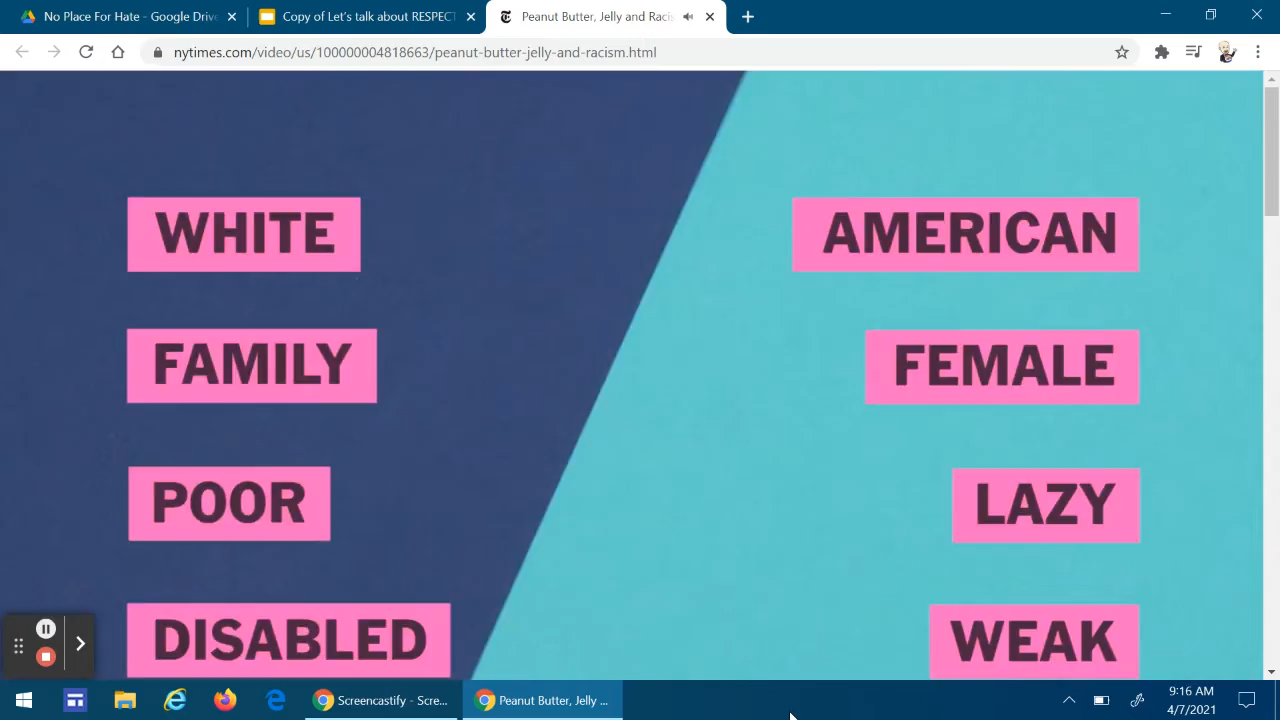 No Place For Hate - Google Drive
Copy of Let's talk about RESPECT
Peanut Butter, Jelly and Racis
nytimes.com/video/us/100000004818663/peanut-butter-jelly-and-racism.html
WHITE
AMERICAN
FAMILY
FEMALE
POOR
LAZY
DISABLED
WEAK
Screencastify - Scre...
Peanut Butter, Jelly ...
9:16 AM
4/7/2021